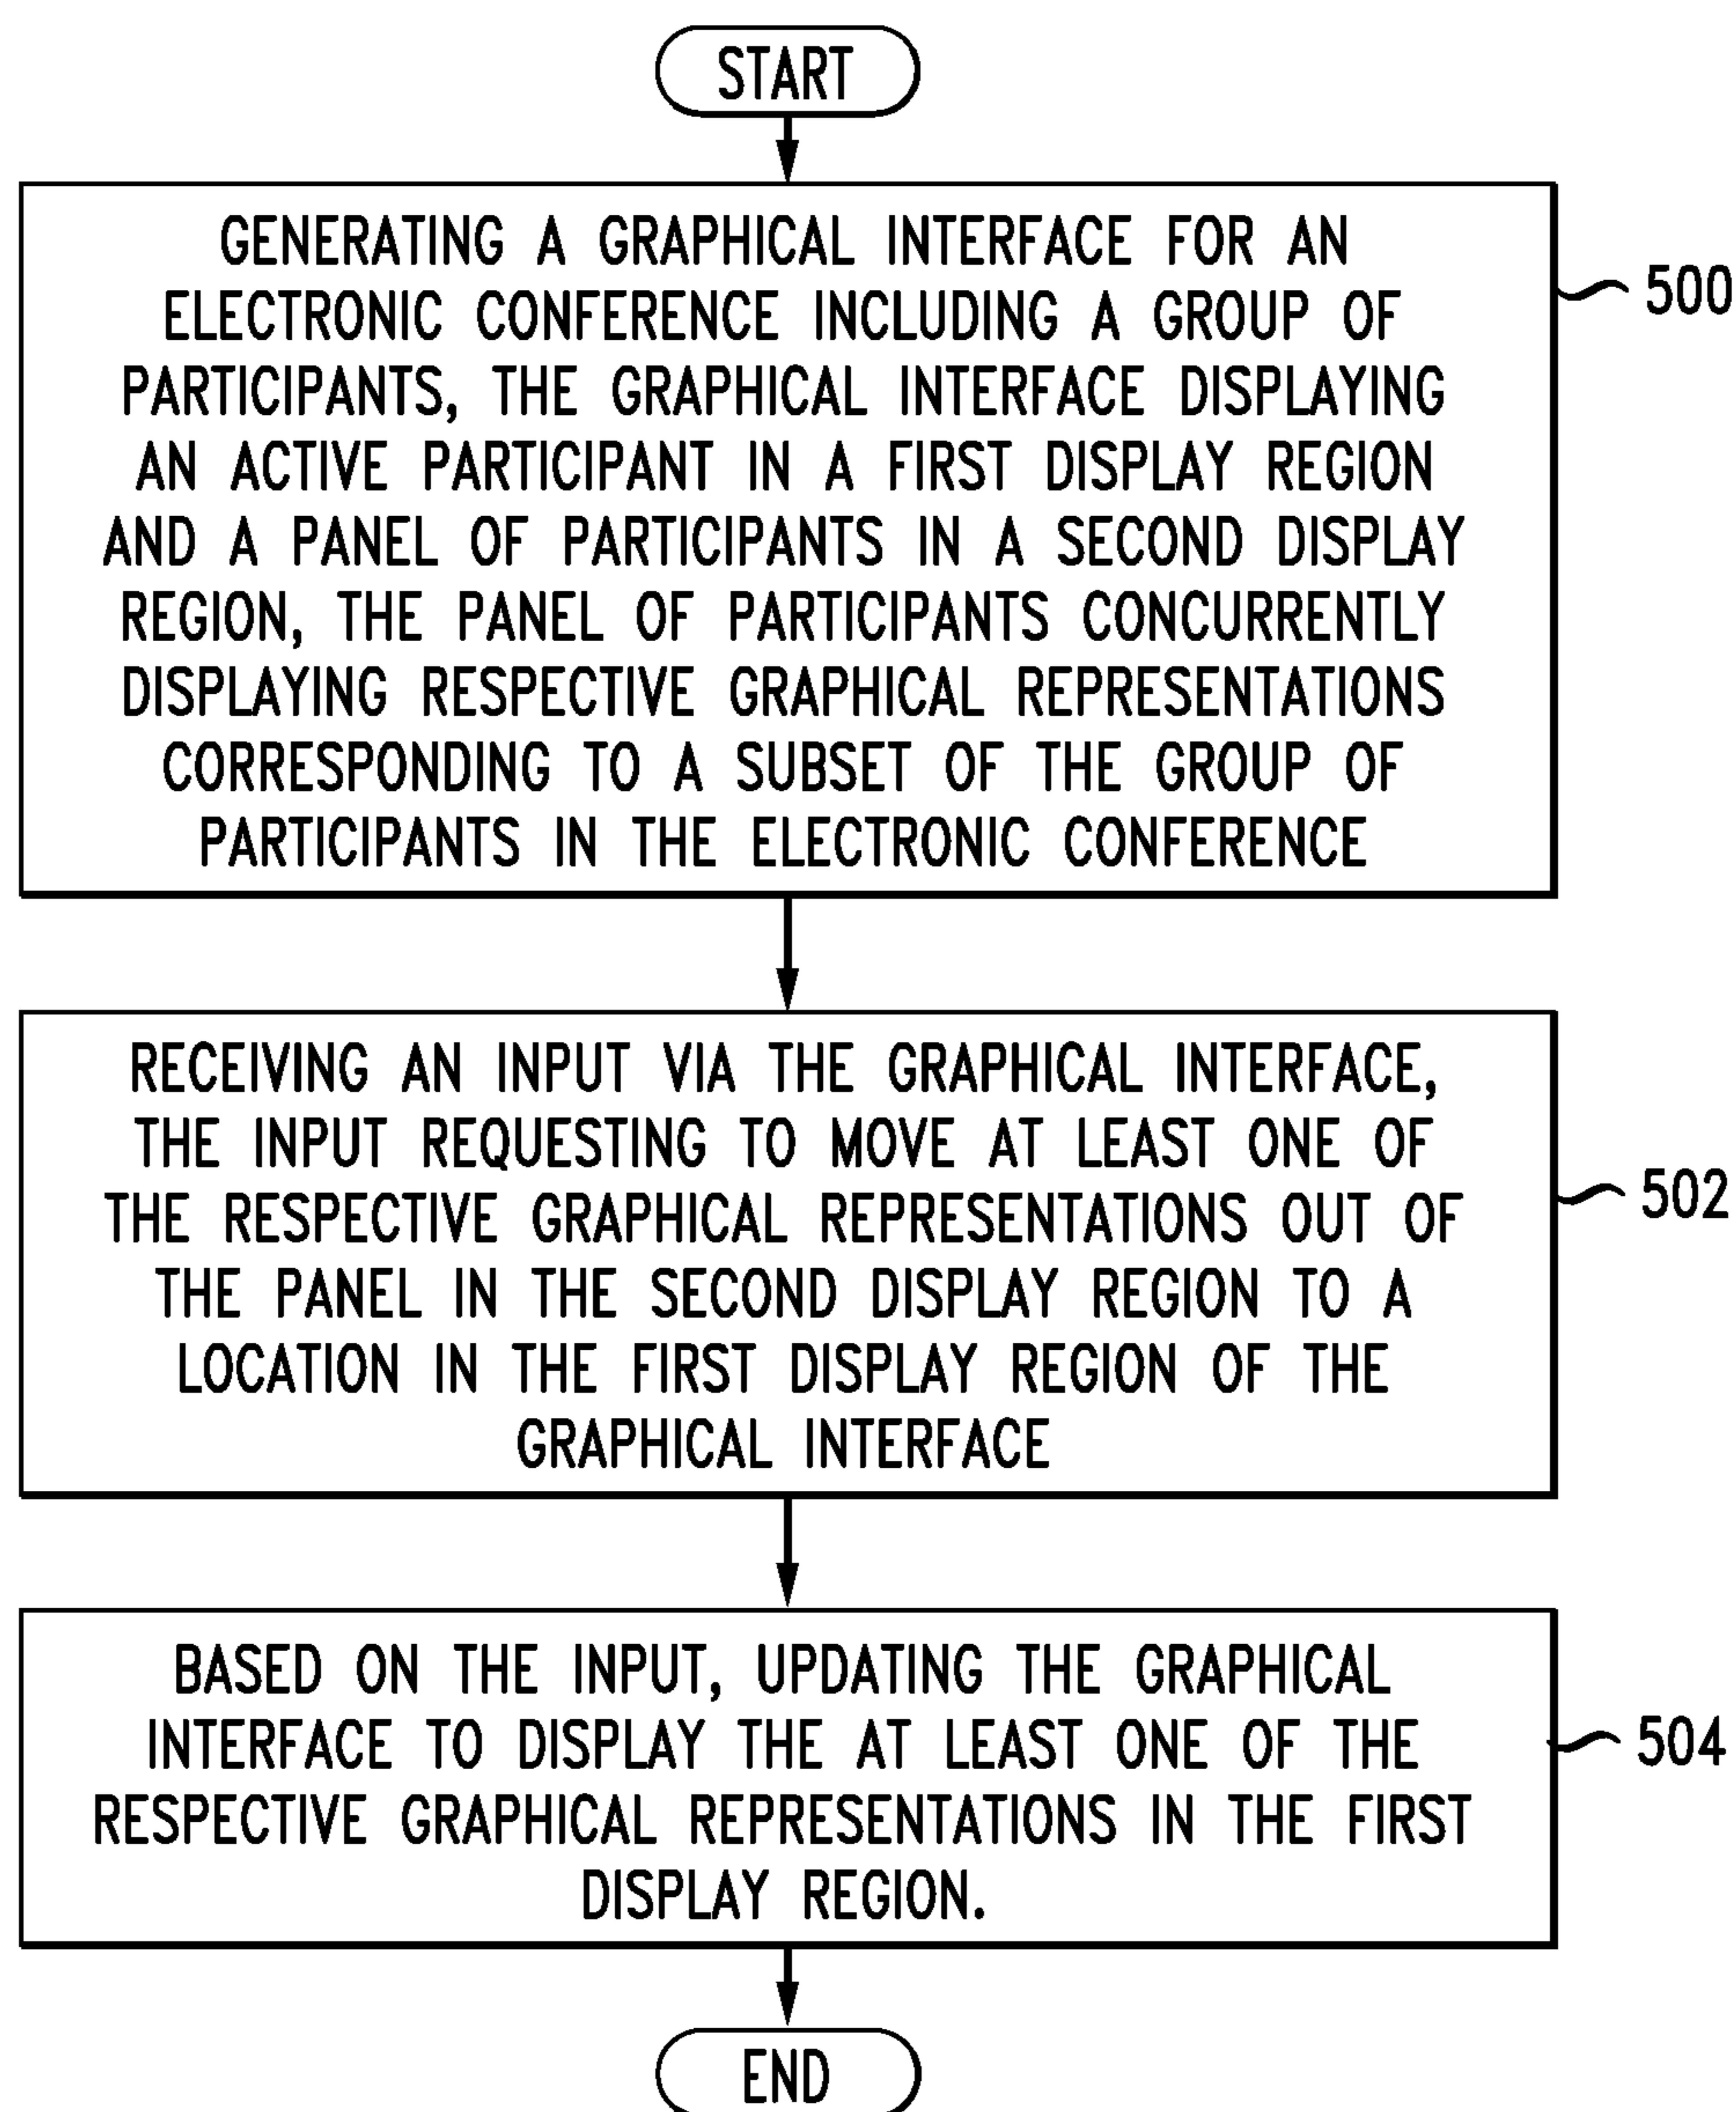 START
GENERATING A GRAPHICAL INTERFACE FOR AN
ELECTRONIC CONFERENCE INCLUDING A GROUP OF
PARTICIPANTS, THE GRAPHICAL INTERFACE DISPLAYING
AN ACTIVE PARTICIPANT IN A FIRST DISPLAY REGION
AND A PANEL OF PARTICIPANTS IN A SECOND DISPLAY
REGION, THE PANEL OF PARTICIPANTS CONCURRENTLY
DISPLAYING RESPECTIVE GRAPHICAL REPRESENTATIONS
CORRESPONDING TO A SUBSET OF THE GROUP OF
PARTICIPANTS IN THE ELECTRONIC CONFERENCE
500
RECEIVING AN INPUT VIA THE GRAPHICAL INTERFACE,
THE INPUT REQUESTING TO MOVE AT LEAST ONE OF
THE RESPECTIVE GRAPHICAL REPRESENTATIONS OUT OF
THE PANEL IN THE SECOND DISPLAY REGION TO A
LOCATION IN THE FIRST DISPLAY REGION OF THE
GRAPHICAL INTERFACE
502
BASED ON THE INPUT, UPDATING THE GRAPHICAL
INTERFACE TO DISPLAY THE AT LEAST ONE OF THE
RESPECTIVE GRAPHICAL REPRESENTATIONS IN THE FIRST
DISPLAY REGION.
504
END